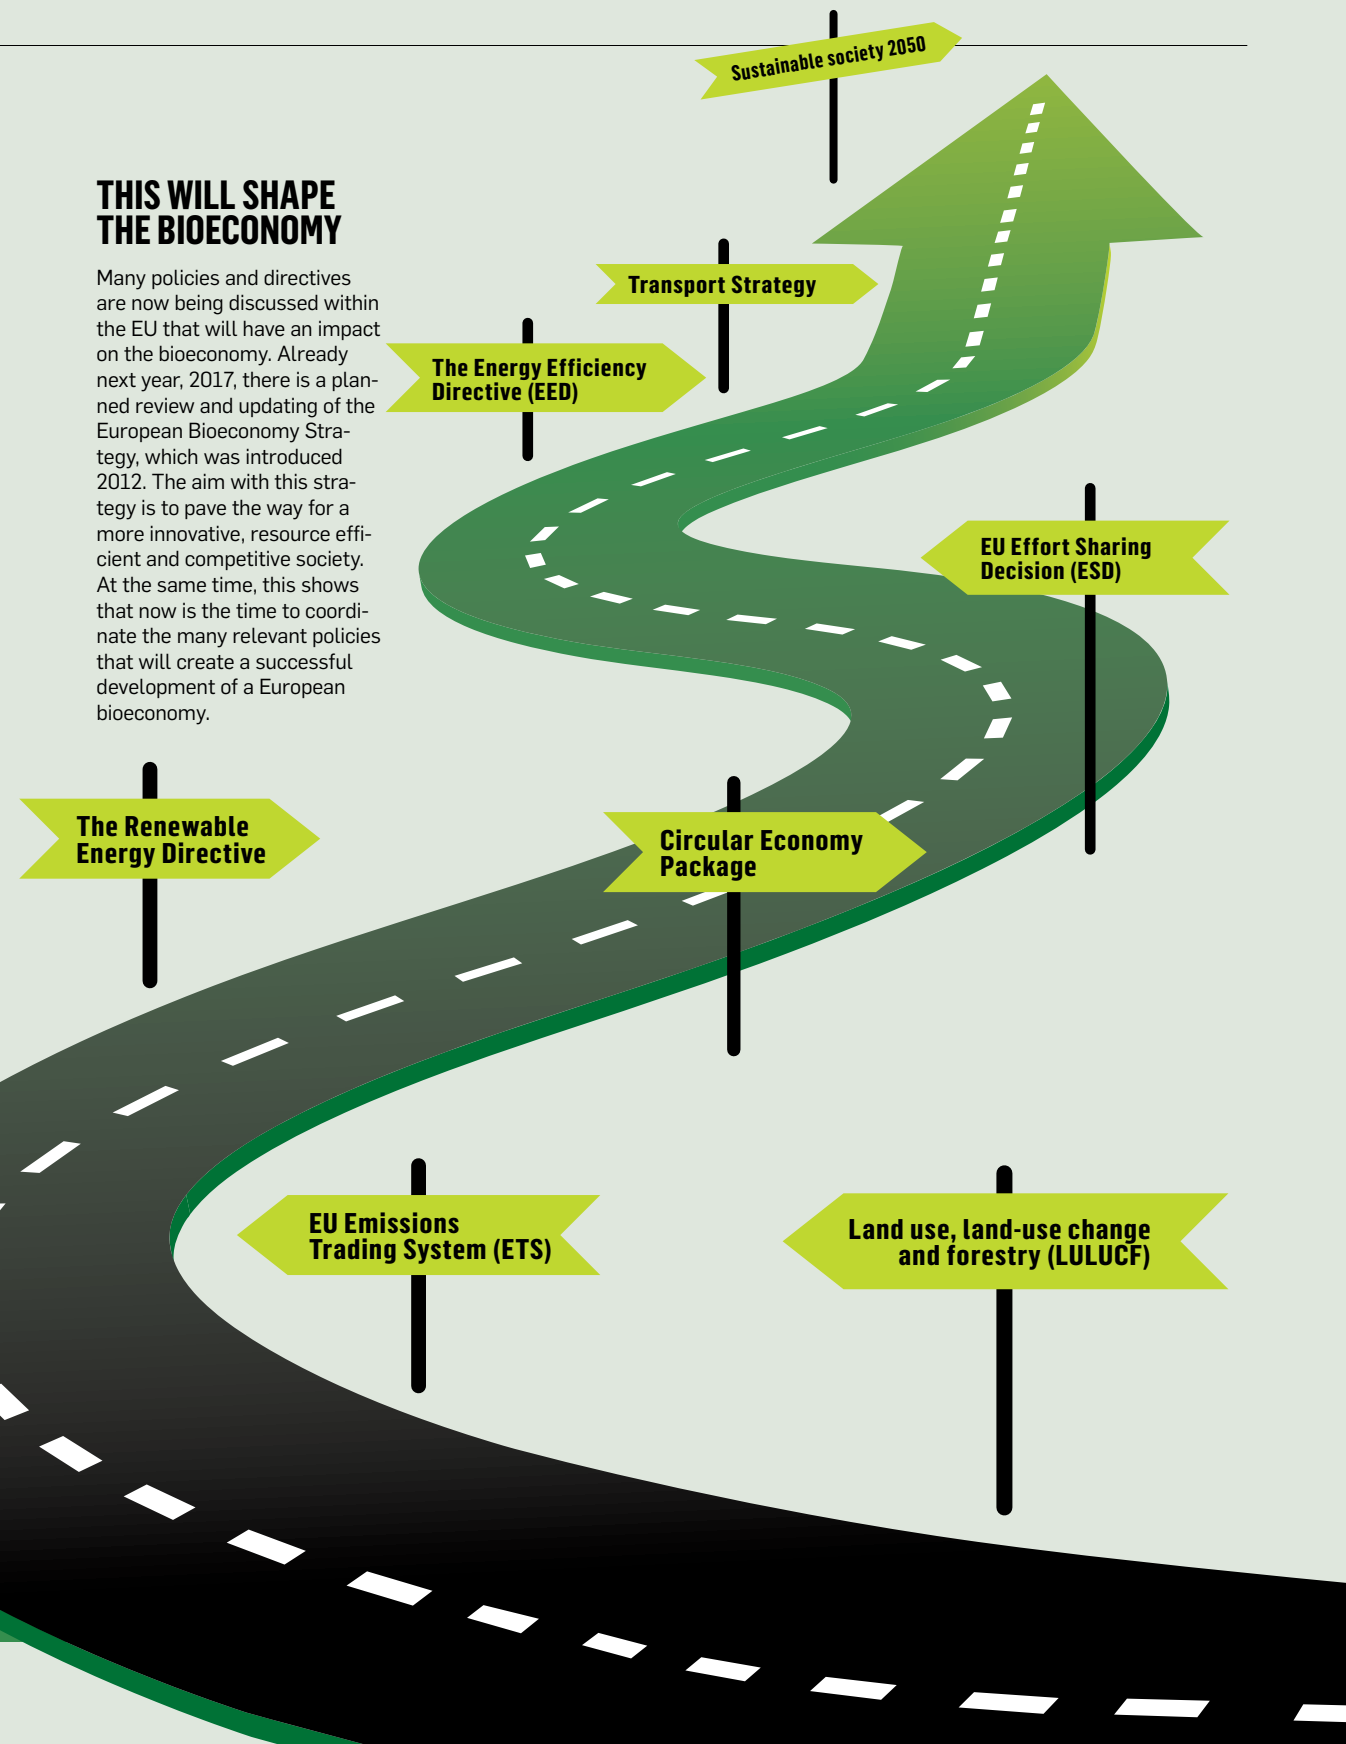 Sustainable society 2050
THIS WILL SHAPE
THE BIOECONOMY
Many policies and directives
are now being discussed within
the EU that will have an impact
on the bioeconomy. Already
next year, 2017, there is a plan-
ned review and updating of the
European Bioeconomy Stra-
tegy, which was introduced
2012. The aim with this stra-
tegy is to pave the way for a
more innovative, resource effi-
cient and competitive society.
At the same time, this shows
that now is the time to coordi-
nate the many relevant policies
that will create a successful
development of a European
bioeconomy.
Transport Strategy
The Energy Efficiency
Directive (EED)
EU Effort Sharing
Decision (ESD)
The Renewable
Energy Directive
Circular Economy
Package
EU Emissions
Trading System (ETS)
Land use, land-use change
and forestry (LULUCF)